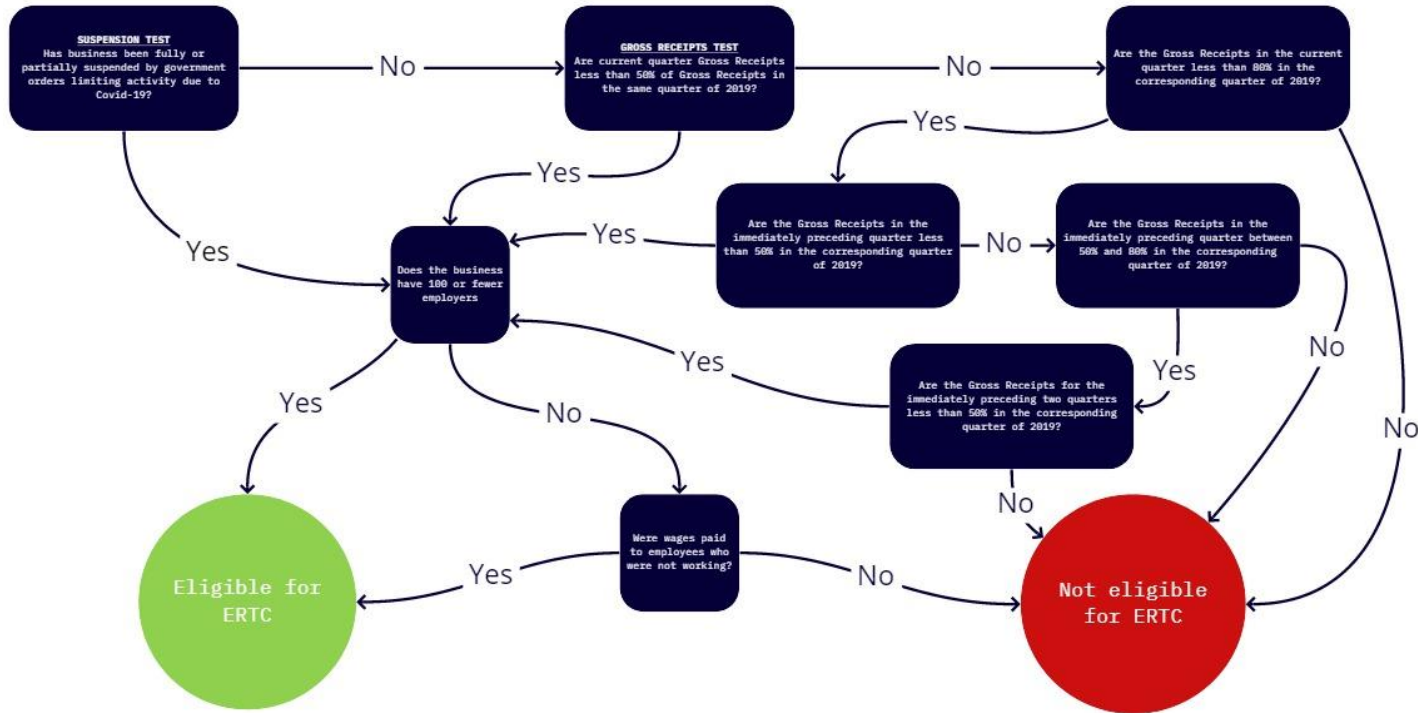 SUSPENSION TEST
Has business been fully or
partially suspended by government
orders limiting activity due to
Covid-19?
No
GROSS RECEIPTS TEST
Are current quarter Gross Receipts
less than 50% of Gross Receipts in
the same quarter of 2019?
No
Are the Gross Receipts in the current
quarter less than 80% in the
corresponding quarter of 2019?
Yes
Yes
Yes
Does the business
have 100 or fewer
employers
Yes
Are the Gross Receipts in the
immediately preceding quarter less
than 50% in the corresponding quarter
of 2019?
No
Are the Gross Receipts in the
immediately preceding quarter between
50% and 80% in the corresponding
quarter of 2019?
No
Yes
Yes
Are the Gross Receipts for the
immediately preceding two quarters
less than 50% in the corresponding
quarter of 2019?
No
No
Yes
No
Were wages paid
to employees who
were not working?
Yes
No
Eligible for
ERTC
Not eligible
for ERTC